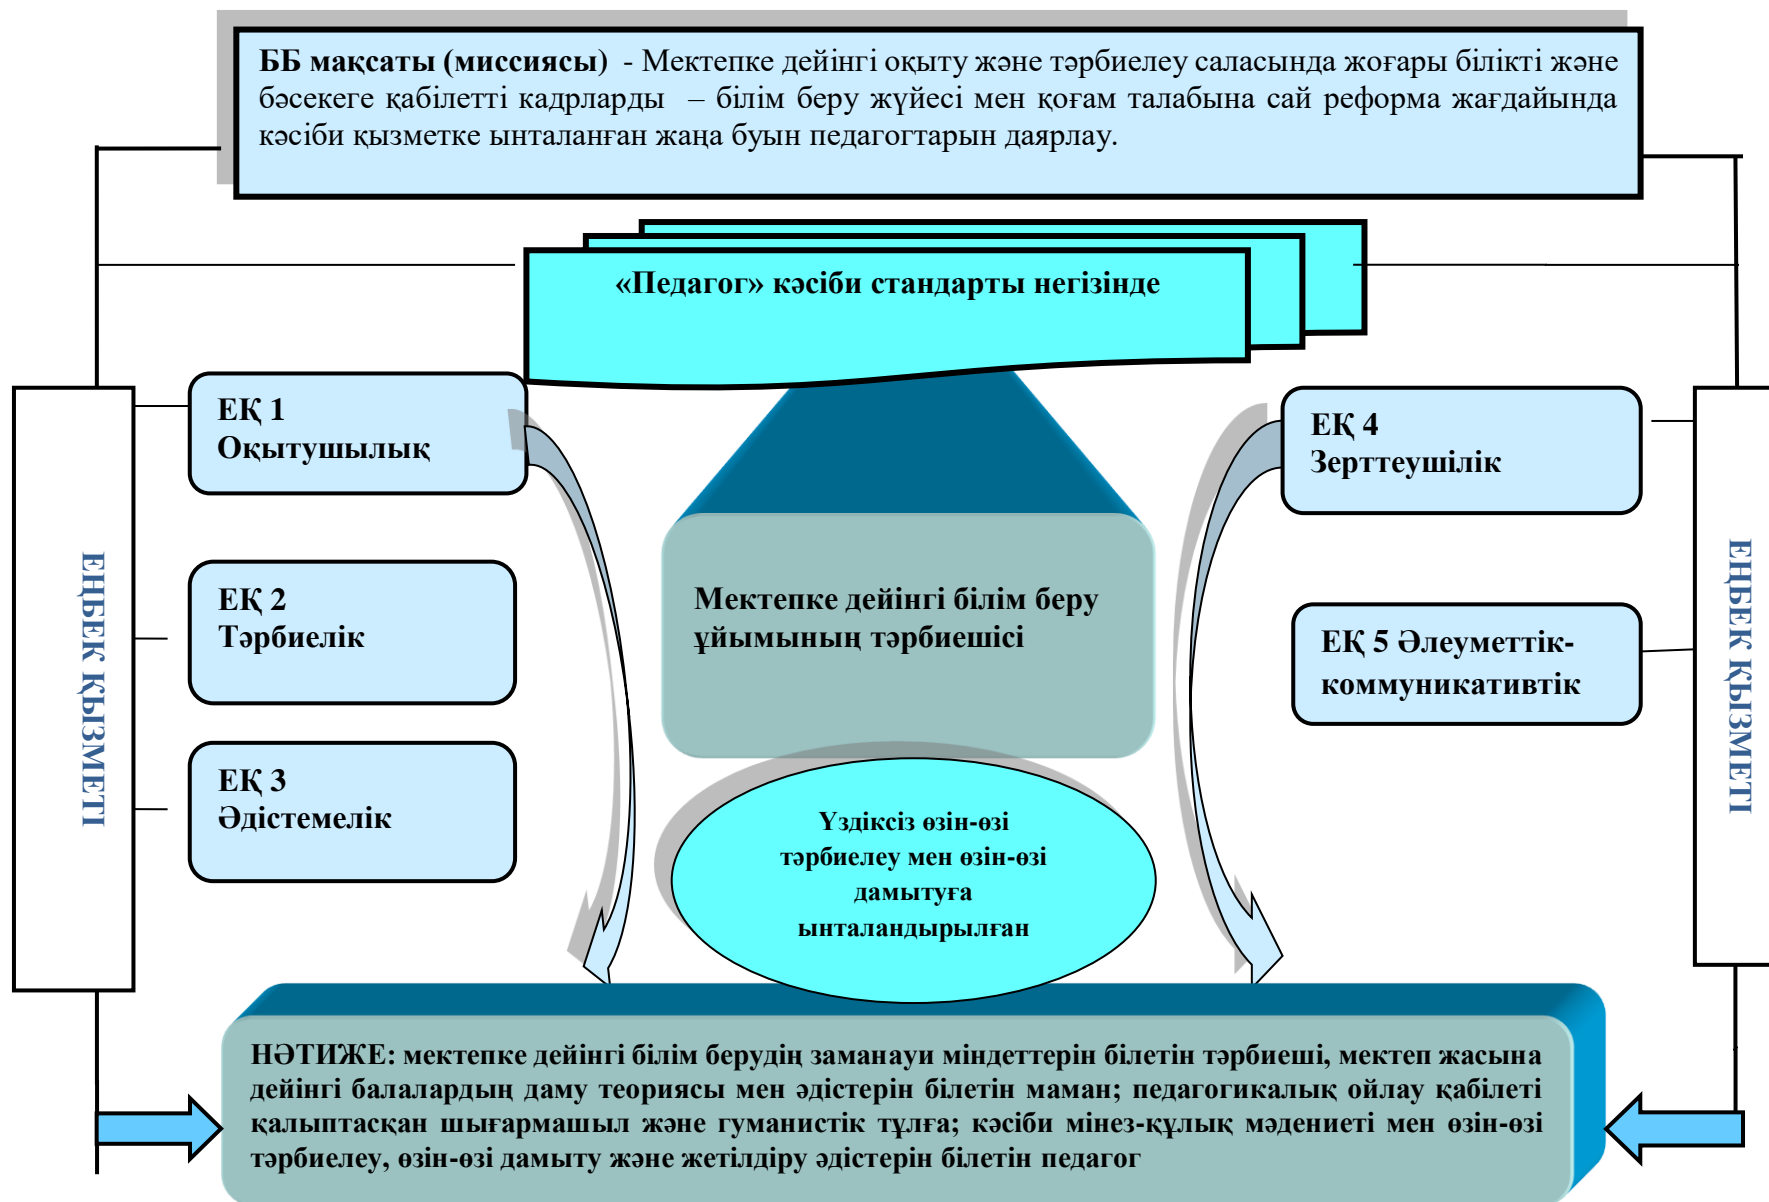 ББ мақсаты (миссиясы) - Мектепке дейінгі оқыту және тәрбиелеу саласында жоғары білікті және
бәсекеге қабілетті кадрларды – білім беру жүйесі мен қоғам талабына сай реформа жағдайында
кәсіби қызметке ынталанған жаңа буын педагогтарын даярлау.
«Педагог» кәсіби стандарты негізінде
ЕҢБЕК ҚЫЗМЕТІ
ЕҚ 1
Оқытушылық
ЕҚ 2
Тәрбиелік
ЕҚ 3
Әдістемелік
Мектепке дейінгі білім беру
ұйымының тәрбиешісі
Үздіксіз өзін-өзі
тәрбиелеу мен өзін-өзі
дамытуға
ынталандырылған
ЕҚ 4
Зерттеушілік
ЕҚ 5 Әлеуметтік-
коммуникативтік
ЕҢБЕК ҚЫЗМЕТІ
НӘТИЖЕ: мектепке дейінгі білім берудің заманауи міндеттерін білетін тәрбиеші, мектеп жасына
дейінгі балалардың даму теориясы мен әдістерін білетін маман; педагогикалық ойлау қабілеті
қалыптасқан шығармашыл және гуманистік тұлға; кәсіби мінез-құлық мәдениеті мен өзін-өзі
тәрбиелеу, өзін-өзі дамыту және жетілдіру әдістерін білетін педагог